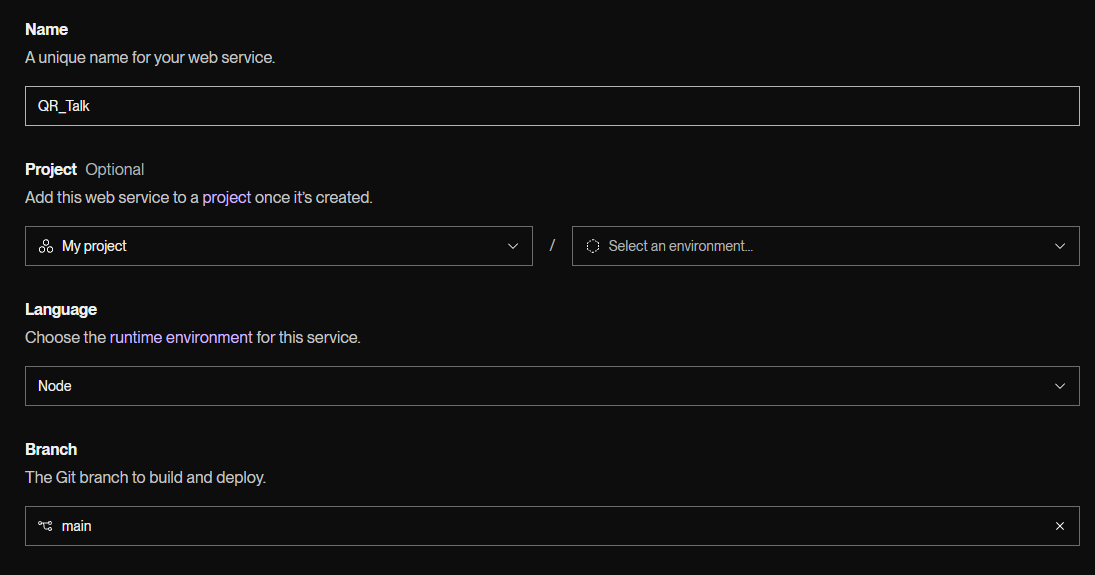 Name
A unique name for your web service.
QR_Talk
Project Optional
Add this web service to a project once it's created.
My project / Select an environment...
Language
Choose the runtime environment for this service.
Node
Branch
The Git branch to build and deploy.
main